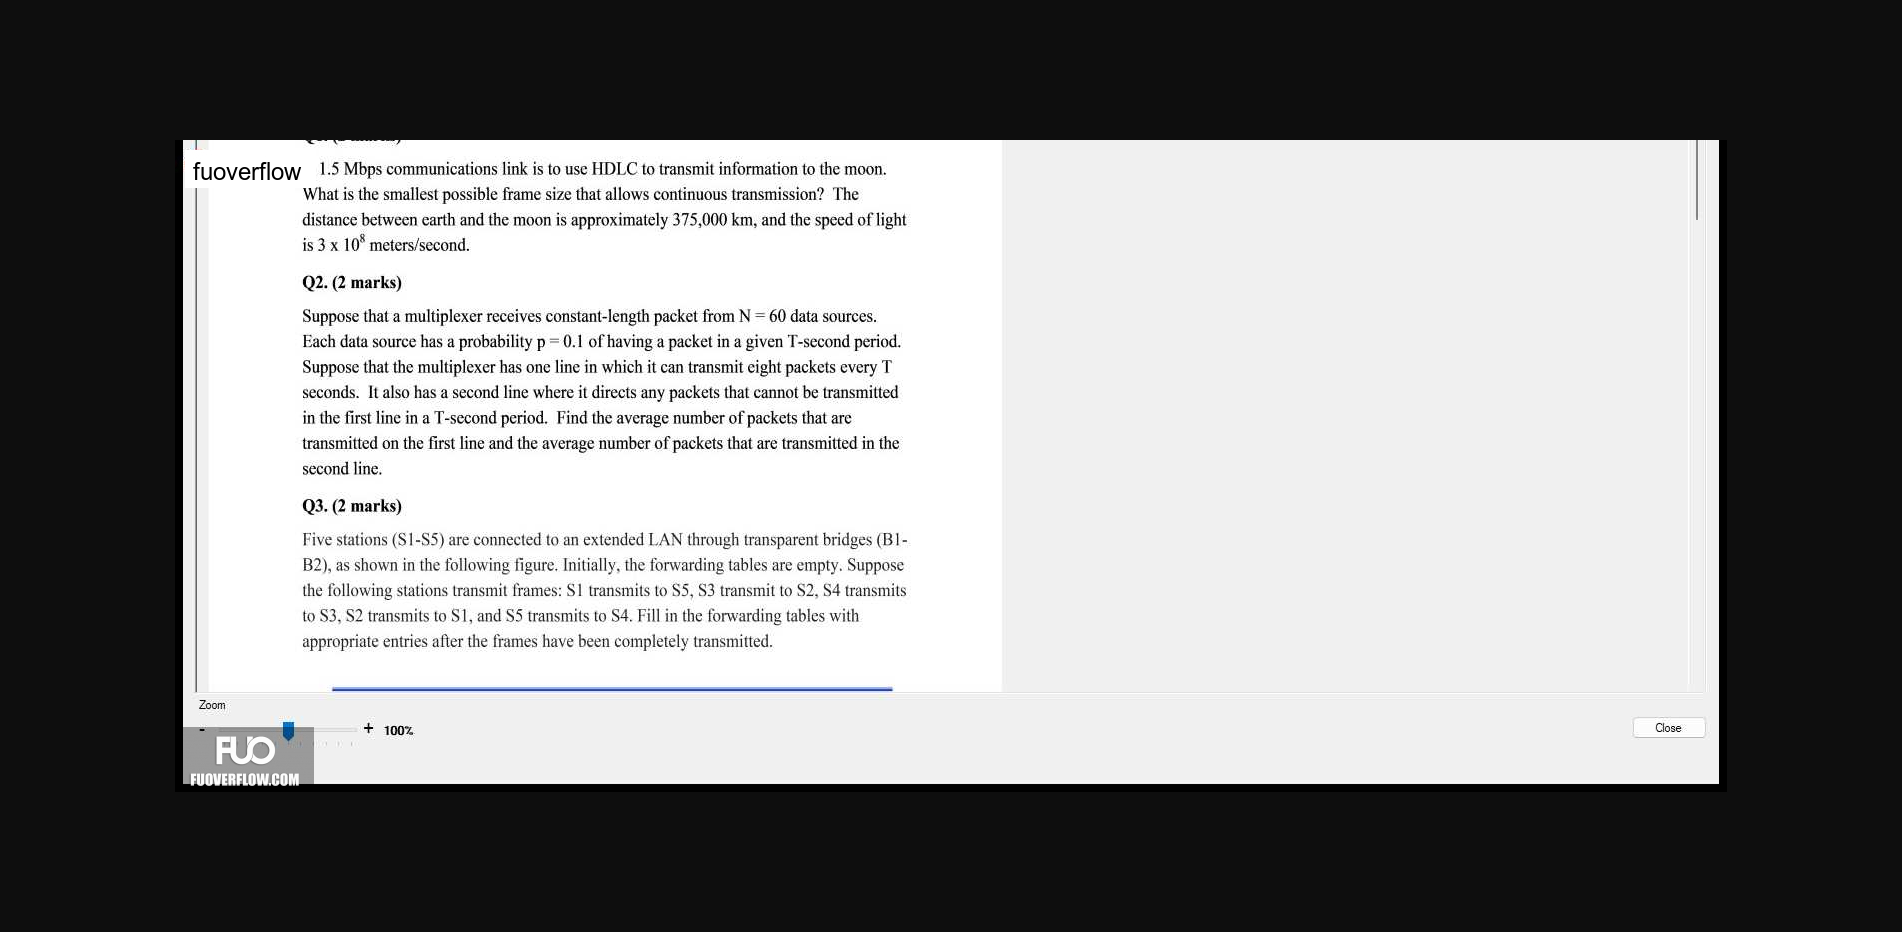 fuoverflow
1.5 Mbps communications link is to use HDLC to transmit information to the moon.
What is the smallest possible frame size that allows continuous transmission? The
distance between earth and the moon is approximately 375,000 km, and the speed of light
is 3 x 10⁸ meters/second.
Q2. (2 marks)
Suppose that a multiplexer receives constant-length packet from N = 60 data sources.
Each data source has a probability p = 0.1 of having a packet in a given T-second period.
Suppose that the multiplexer has one line in which it can transmit eight packets every T
seconds. It also has a second line where it directs any packets that cannot be transmitted
in the first line in a T-second period. Find the average number of packets that are
transmitted on the first line and the average number of packets that are transmitted in the
second line.
Q3. (2 marks)
Five stations (S1-S5) are connected to an extended LAN through transparent bridges (B1-
B2), as shown in the following figure. Initially, the forwarding tables are empty. Suppose
the following stations transmit frames: S1 transmits to S5, S3 transmit to S2, S4 transmits
to S3, S2 transmits to S1, and S5 transmits to S4. Fill in the forwarding tables with
appropriate entries after the frames have been completely transmitted.
Zoom
- + 100%
Close
FUO
FUOVERFLOW.COM